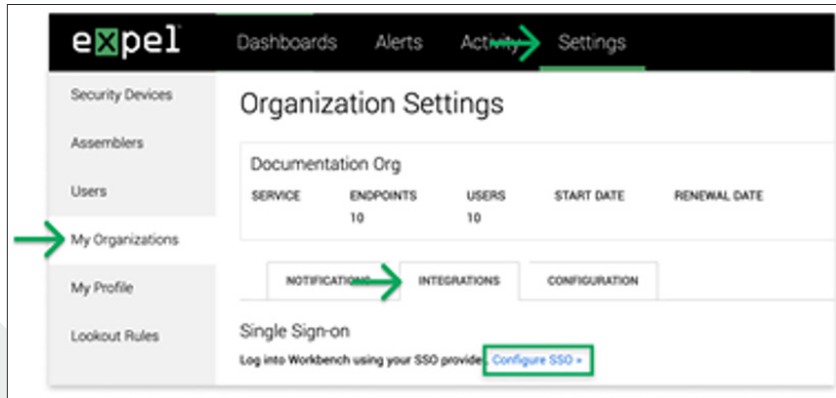 expel Dashboards Alerts Activity Settings
Security Devices
Assemblers
Users
My Organizations
My Profile
Lookout Rules
Organization Settings
Documentation Org
SERVICE ENDPOINTS USERS START DATE RENEWAL DATE
10 10
NOTIFICATIONS INTEGRATIONS CONFIGURATION
Single Sign-on
Log into Workbench using your SSO provider. Configure SSO »